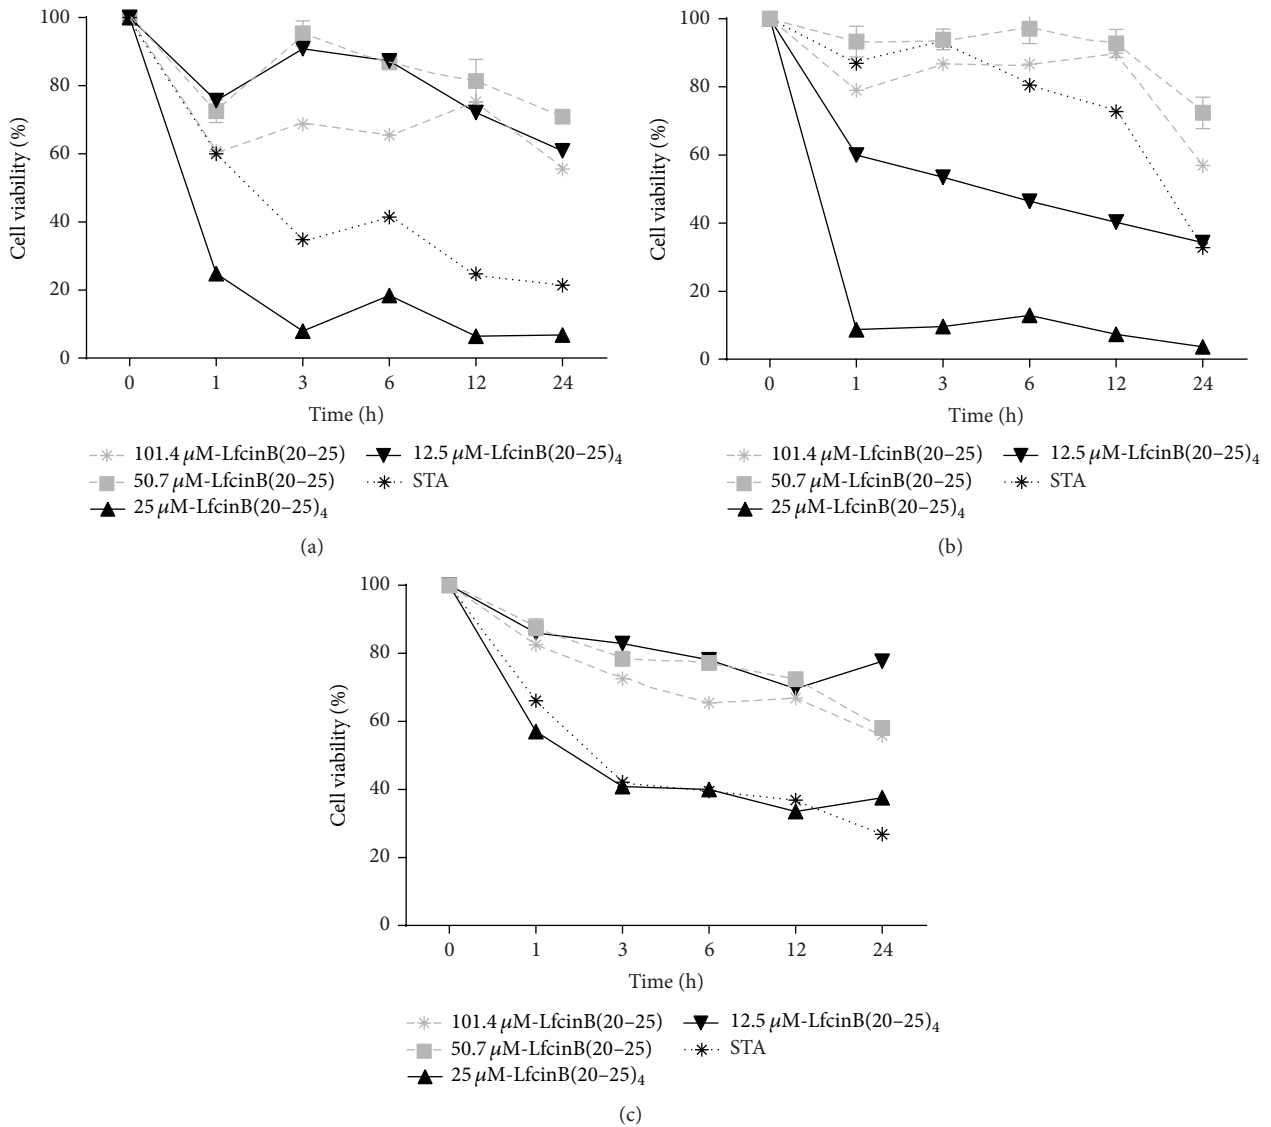 100
80
60
40
20
0
Cell viability (%)
0 1 3 6 12 24
Time (h)
101.4 μM-LfcinB(20–25)
50.7 μM-LfcinB(20–25)
25 μM-LfcinB(20–25)₄
12.5 μM-LfcinB(20–25)₄
STA
(a)
100
80
60
40
20
0
Cell viability (%)
0 1 3 6 12 24
Time (h)
101.4 μM-LfcinB(20–25)
50.7 μM-LfcinB(20–25)
25 μM-LfcinB(20–25)₄
12.5 μM-LfcinB(20–25)₄
STA
(b)
100
80
60
40
20
0
Cell viability (%)
0 1 3 6 12 24
Time (h)
101.4 μM-LfcinB(20–25)
50.7 μM-LfcinB(20–25)
25 μM-LfcinB(20–25)₄
12.5 μM-LfcinB(20–25)₄
STA
(c)